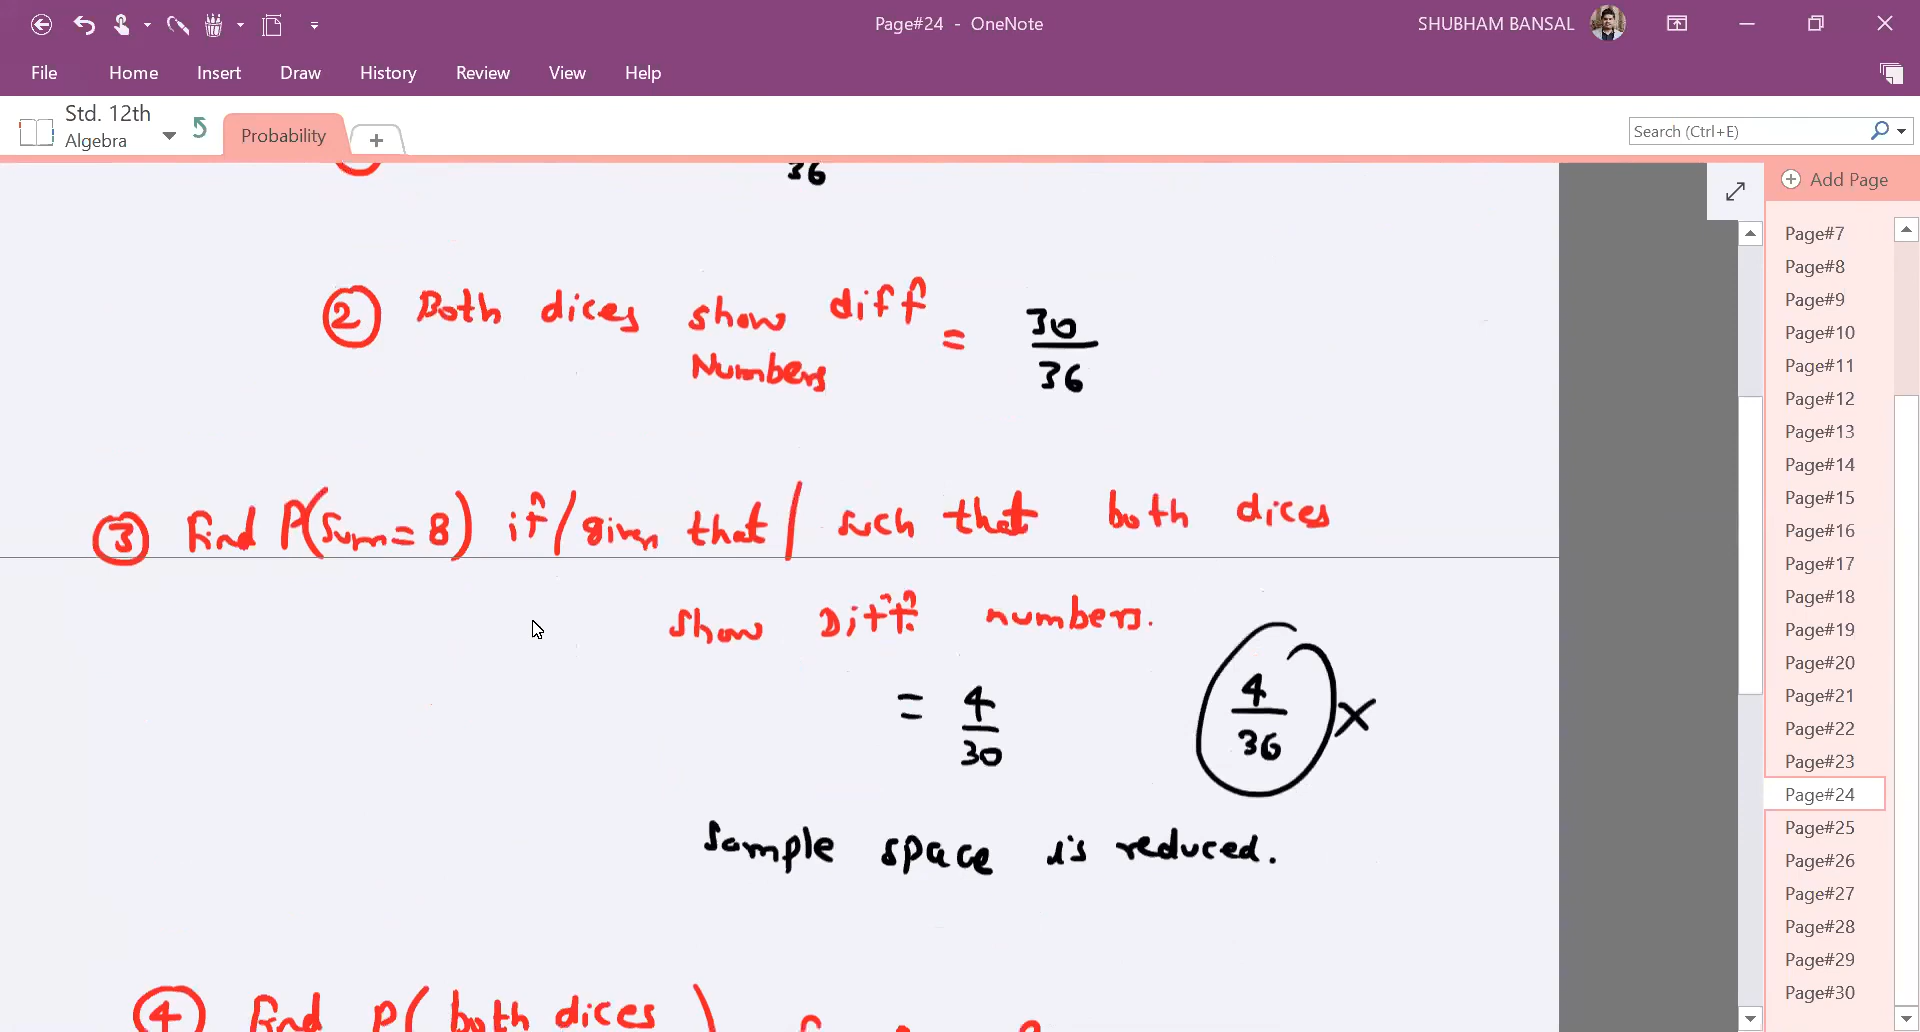 Page#24 - OneNote
SHUBHAM BANSAL
File Home Insert Draw History Review View Help
Std. 12th
Algebra
Probability
+
Search (Ctrl+E)
Add Page
36
② Both dices show diff
Numbers
= 30/36
③ Find P(Sum=8) if/given that/such that both dices
show Diff. numbers.
= 4/30
4/36 ×
Sample space is reduced.
④ Find P(both dices
Page#7
Page#8
Page#9
Page#10
Page#11
Page#12
Page#13
Page#14
Page#15
Page#16
Page#17
Page#18
Page#19
Page#20
Page#21
Page#22
Page#23
Page#24
Page#25
Page#26
Page#27
Page#28
Page#29
Page#30